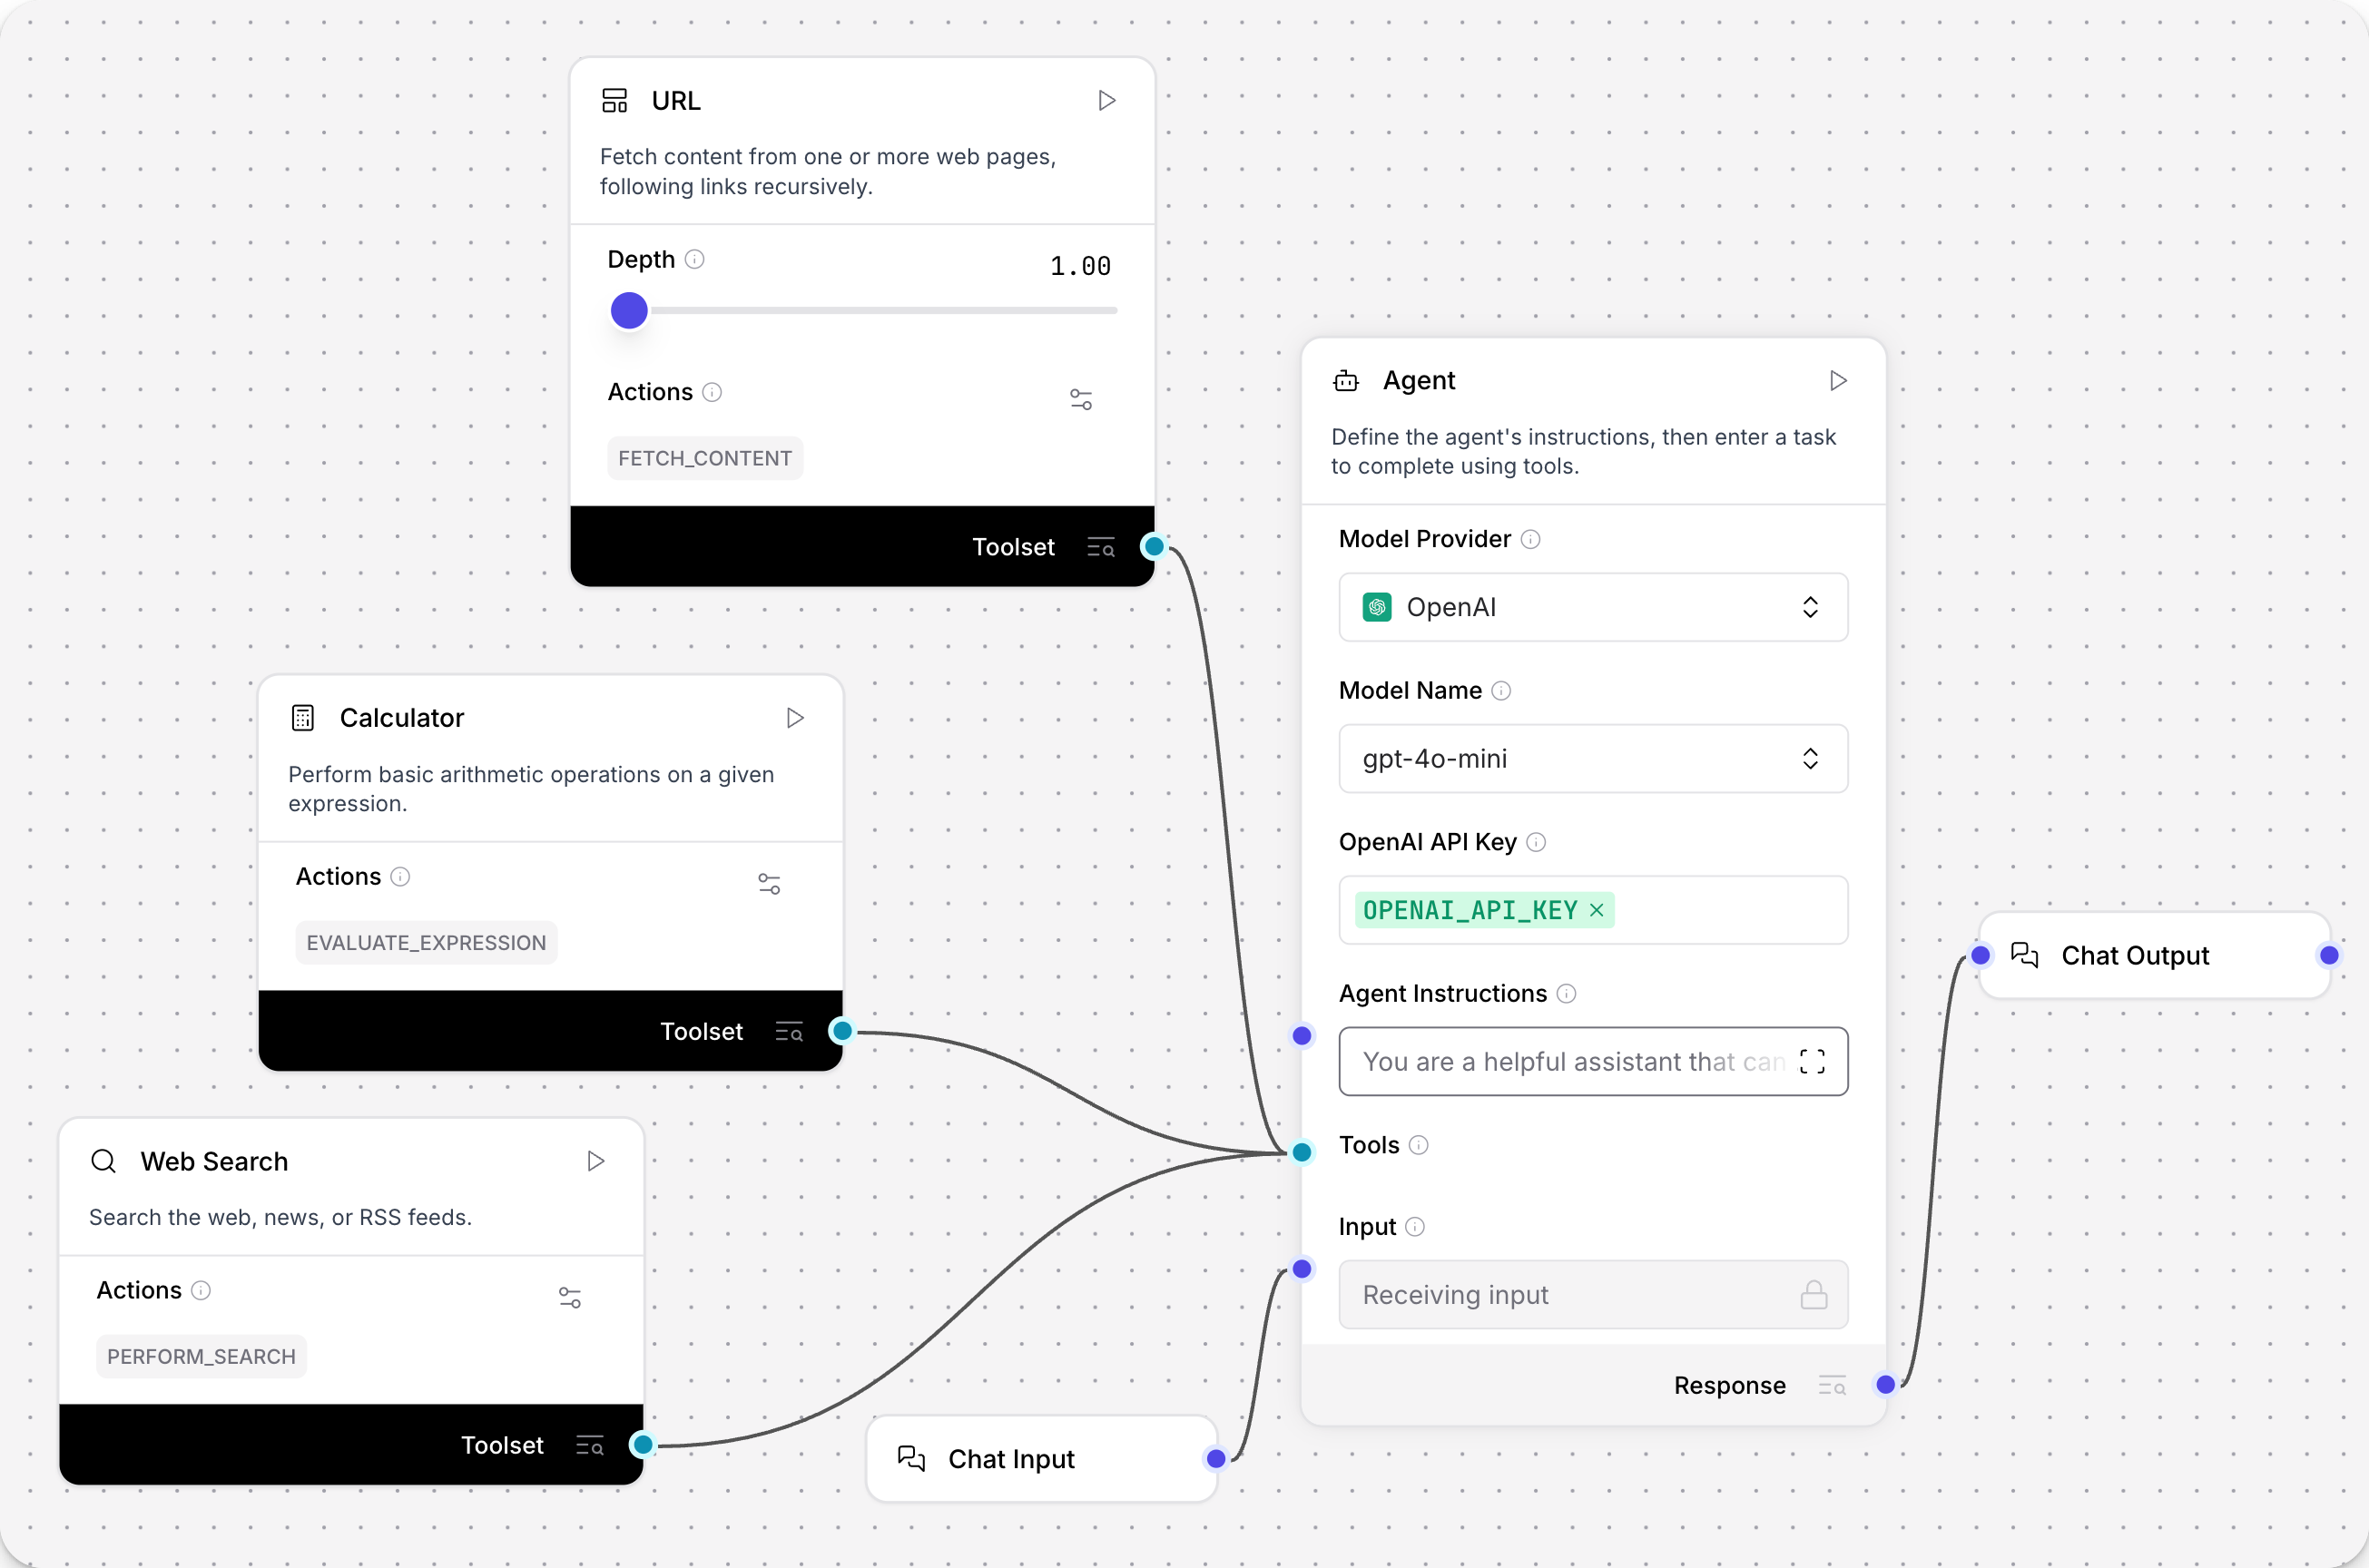 URL
Fetch content from one or more web pages,
following links recursively.
Depth
1.00
Actions
FETCH_CONTENT
Toolset
Calculator
Perform basic arithmetic operations on a given
expression.
Actions
EVALUATE_EXPRESSION
Toolset
Web Search
Search the web, news, or RSS feeds.
Actions
PERFORM_SEARCH
Toolset
Chat Input
Agent
Define the agent's instructions, then enter a task
to complete using tools.
Model Provider
OpenAI
Model Name
gpt-4o-mini
OpenAI API Key
OPENAI_API_KEY
Agent Instructions
You are a helpful assistant that can
Tools
Input
Receiving input
Response
Chat Output